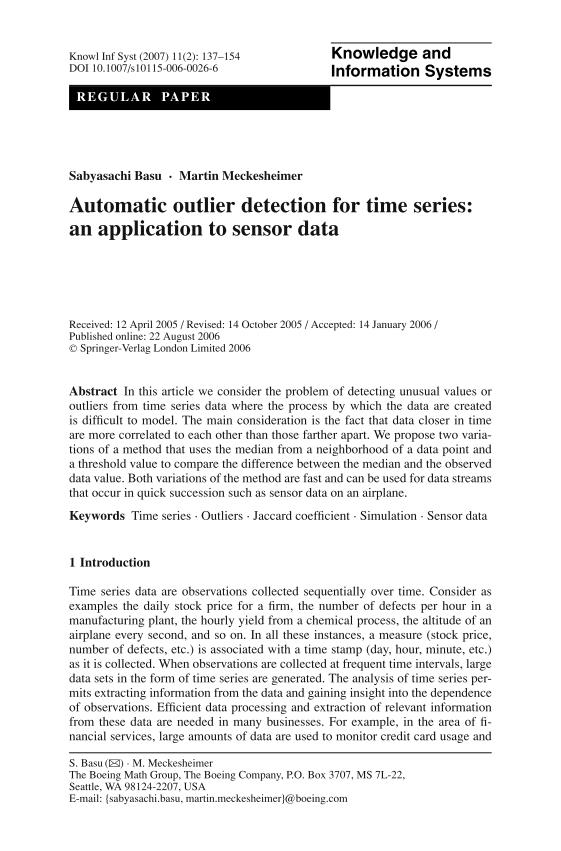 Knowl Inf Syst (2007) 11(2): 137–154
DOI 10.1007/s10115-006-0026-6
Knowledge and
Information Systems
REGULAR PAPER
Sabyasachi Basu · Martin Meckesheimer
Automatic outlier detection for time series:
an application to sensor data
Received: 12 April 2005 / Revised: 14 October 2005 / Accepted: 14 January 2006 /
Published online: 22 August 2006
© Springer-Verlag London Limited 2006
Abstract In this article we consider the problem of detecting unusual values or
outliers from time series data where the process by which the data are created
is difficult to model. The main consideration is the fact that data closer in time
are more correlated to each other than those farther apart. We propose two varia-
tions of a method that uses the median from a neighborhood of a data point and
a threshold value to compare the difference between the median and the observed
data value. Both variations of the method are fast and can be used for data streams
that occur in quick succession such as sensor data on an airplane.
Keywords Time series · Outliers · Jaccard coefficient · Simulation · Sensor data
1 Introduction
Time series data are observations collected sequentially over time. Consider as
examples the daily stock price for a firm, the number of defects per hour in a
manufacturing plant, the hourly yield from a chemical process, the altitude of an
airplane every second, and so on. In all these instances, a measure (stock price,
number of defects, etc.) is associated with a time stamp (day, hour, minute, etc.)
as it is collected. When observations are collected at frequent time intervals, large
data sets in the form of time series are generated. The analysis of time series per-
mits extracting information from the data and gaining insight into the dependence
of observations. Efficient data processing and extraction of relevant information
from these data are needed in many businesses. For example, in the area of fi-
nancial services, large amounts of data are used to monitor credit card usage and
S. Basu (✉) · M. Meckesheimer
The Boeing Math Group, The Boeing Company, P.O. Box 3707, MS 7L-22,
Seattle, WA 98124-2207, USA
E-mail: {sabyasachi.basu, martin.meckesheimer}@boeing.com